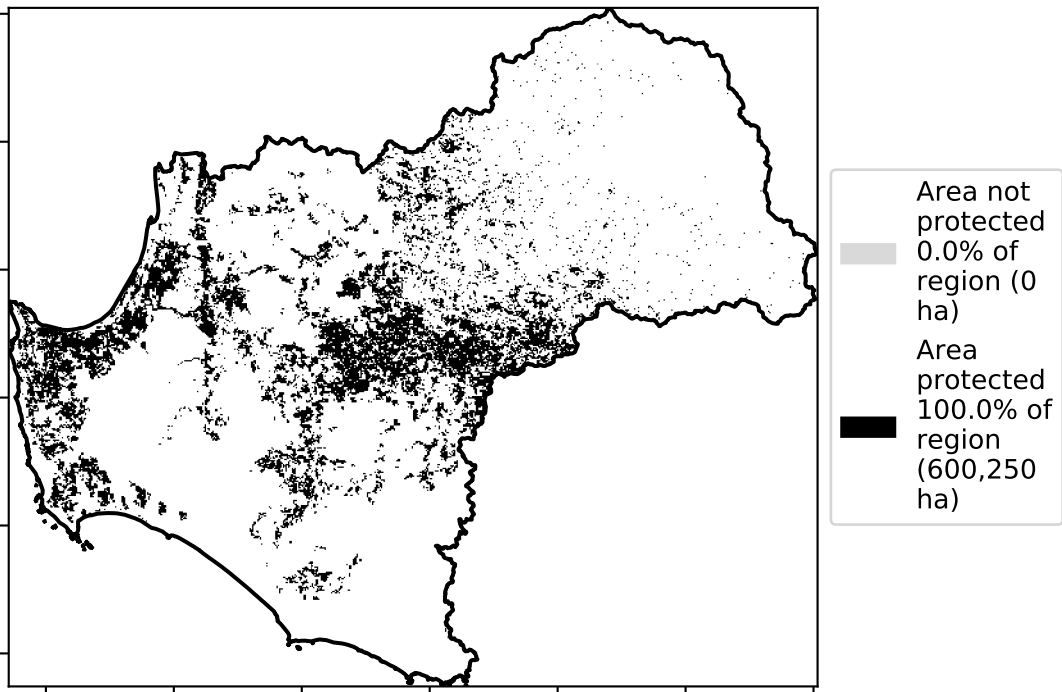 Area not
protected
0.0% of
region (0
ha)
Area
protected
100.0% of
region
(600,250
ha)